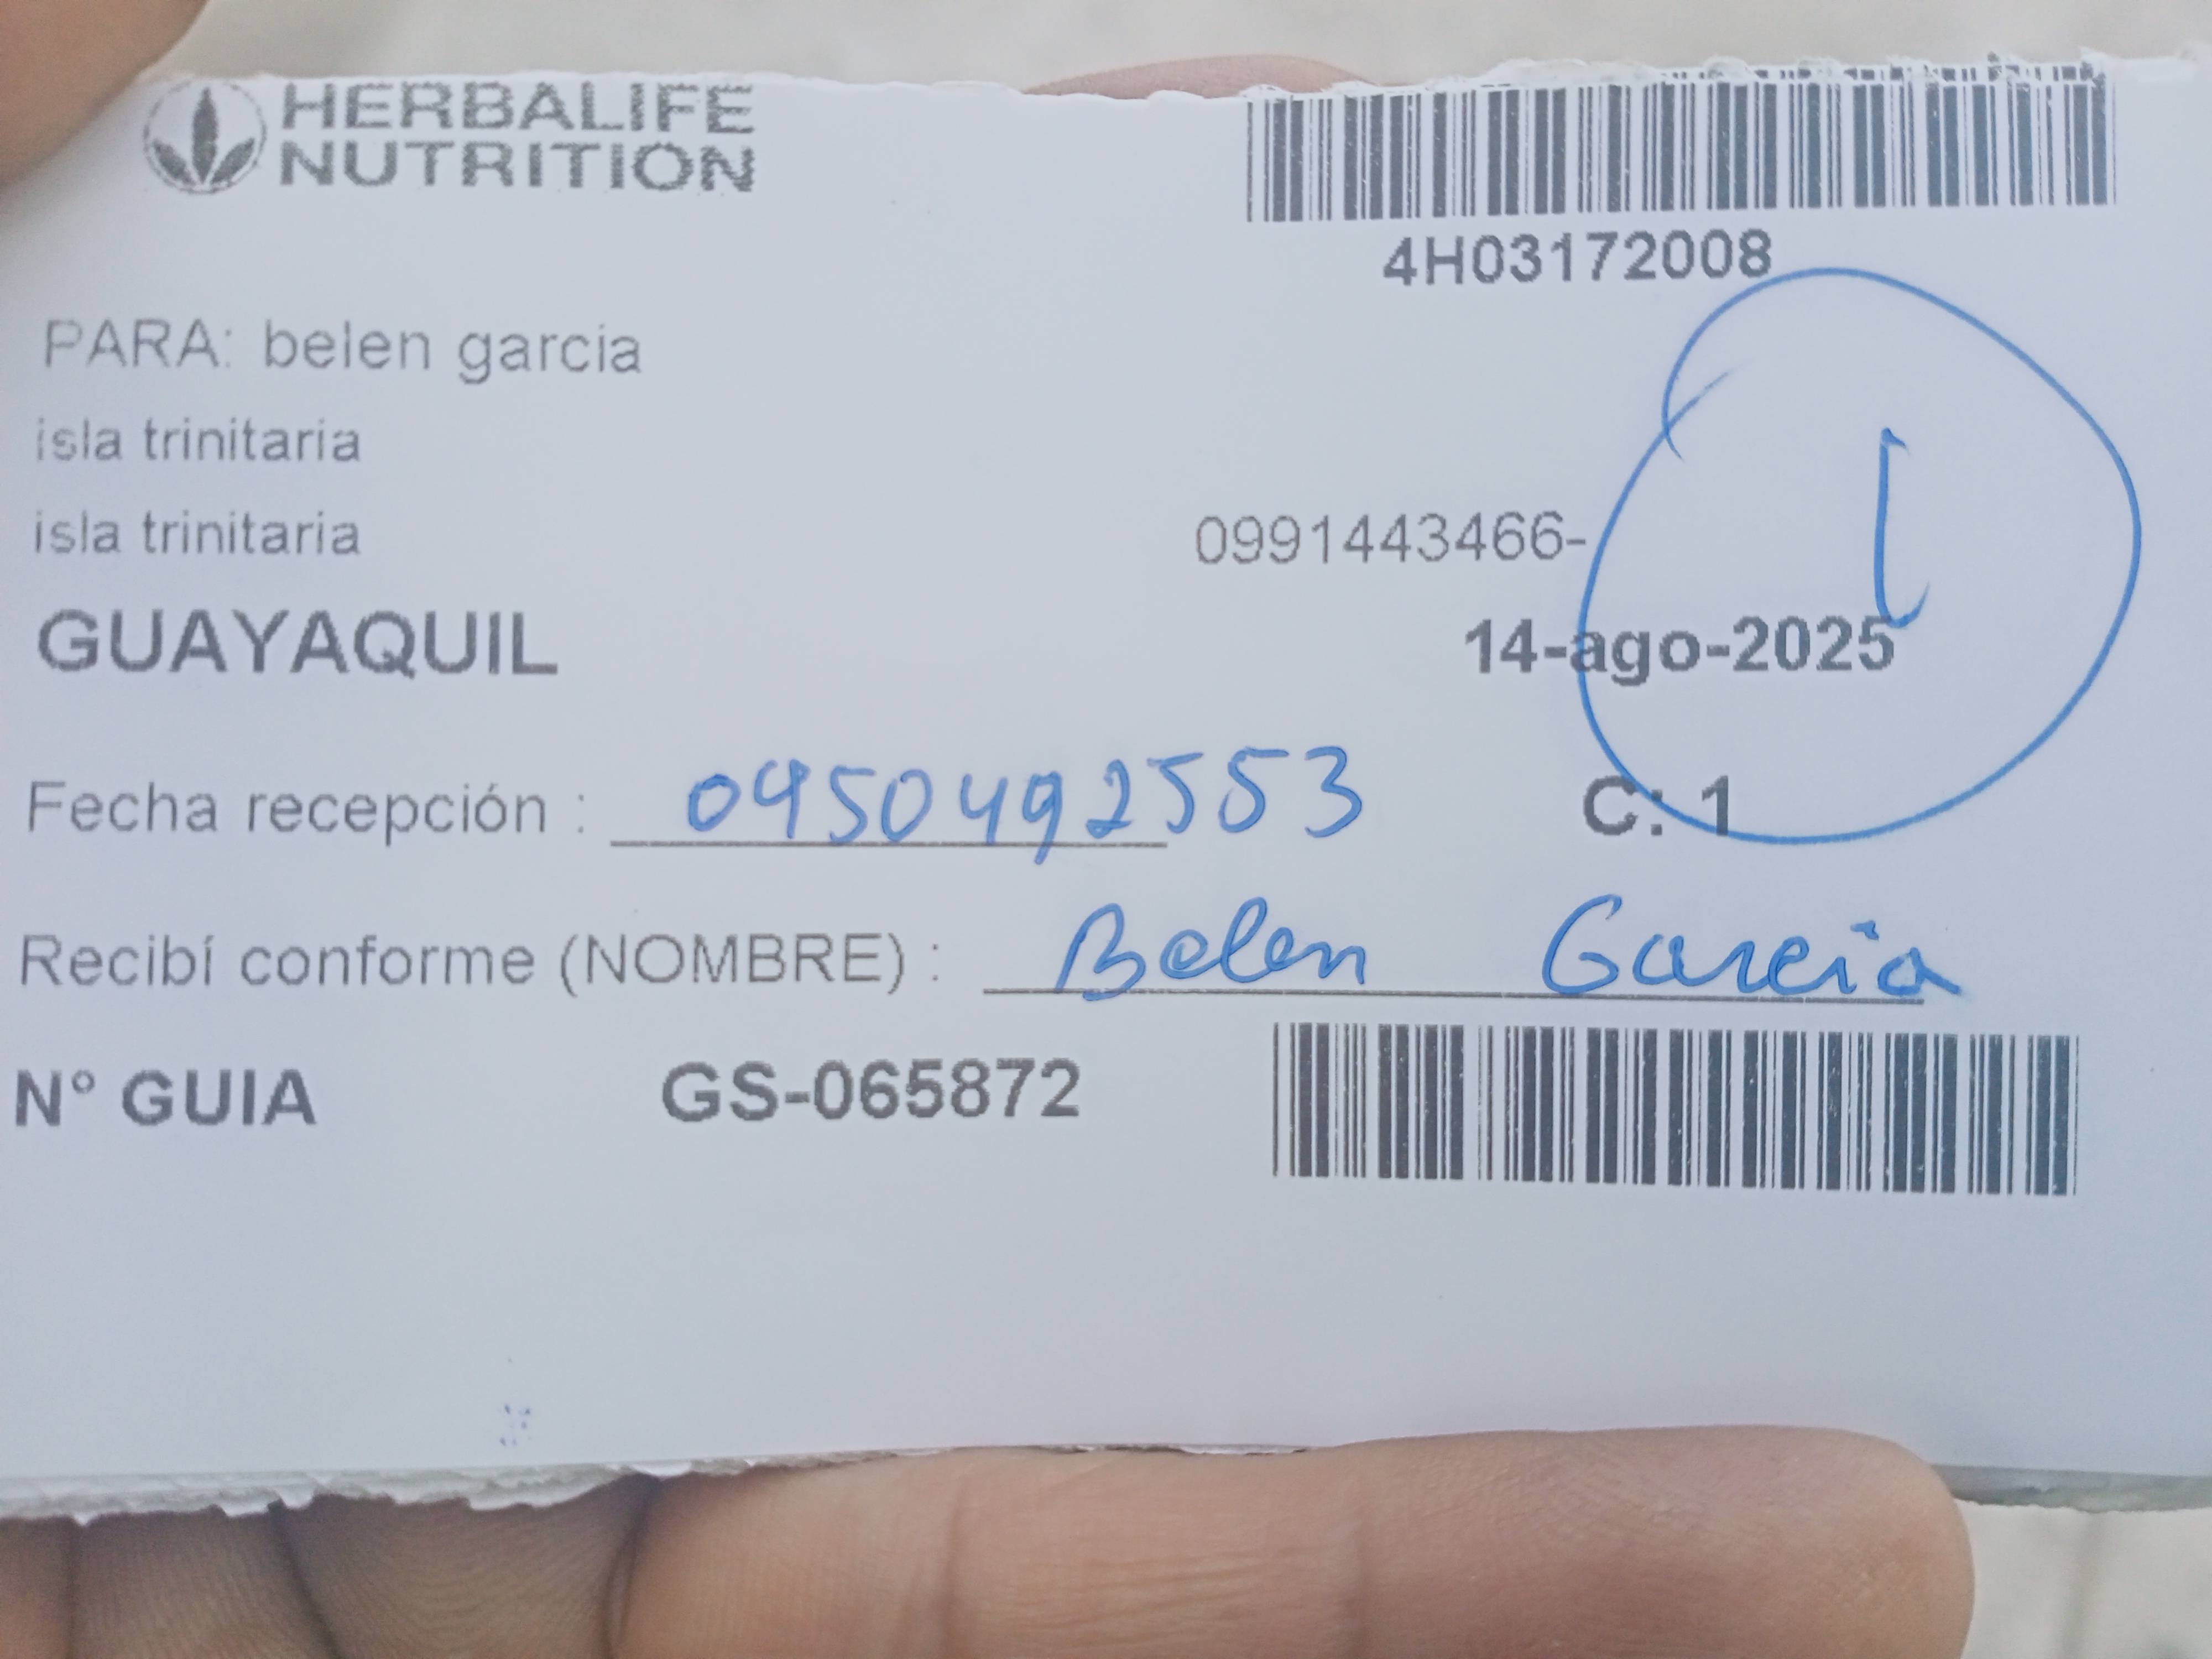 HERBALIFE
NUTRITION
4H03172008
PARA: belen garcia
isla trinitaria
isla trinitaria
0991443466-
1
GUAYAQUIL
14-ago-2025
Fecha recepción : 0950492553
C: 1
Recibí conforme (NOMBRE) : Belen Garcia
N° GUIA GS-065872